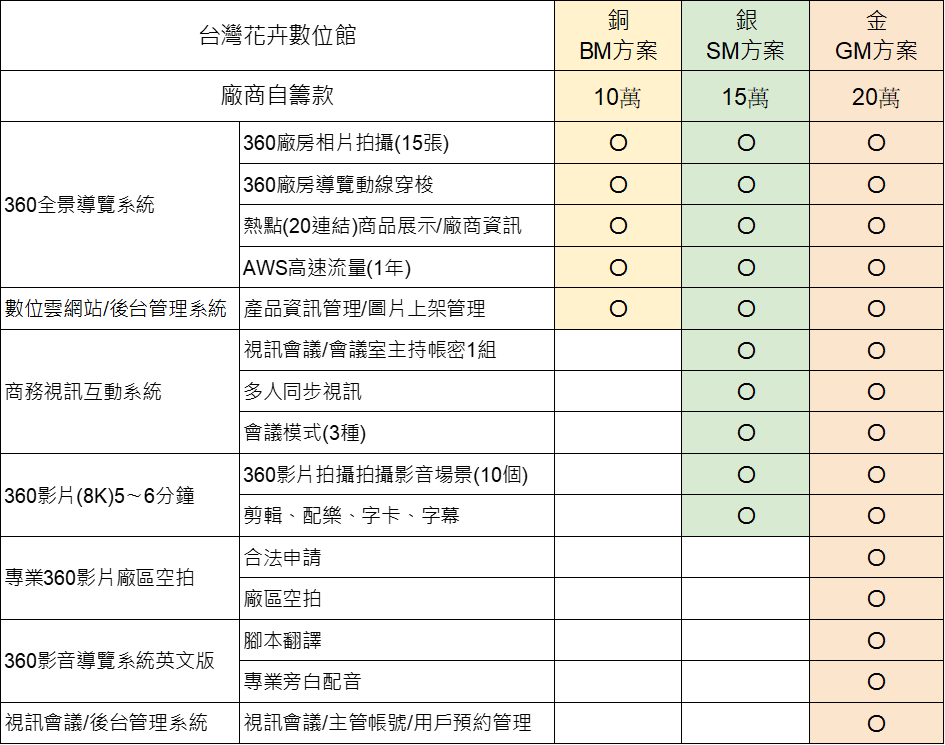 台灣花卉數位館
銅
BM方案
銀
SM方案
金
GM方案
廠商自籌款
10萬
15萬
20萬
360全景導覽系統
360廠房相片拍攝(15張)
O
O
O
360廠房導覽動線穿梭
O
O
O
熱點(20連結)商品展示/廠商資訊
O
O
O
AWS高速流量(1年)
O
O
O
數位雲網站/後台管理系統
產品資訊管理/圖片上架管理
O
O
O
商務視訊互動系統
視訊會議/會議室主持帳密1組
O
O
多人同步視訊
O
O
會議模式(3種)
O
O
360影片(8K)5～6分鐘
360影片拍攝拍攝影音場景(10個)
O
O
剪輯、配樂、字卡、字幕
O
O
專業360影片廠區空拍
合法申請
O
廠區空拍
O
360影音導覽系統英文版
腳本翻譯
O
專業旁白配音
O
視訊會議/後台管理系統
視訊會議/主管帳號/用戶預約管理
O